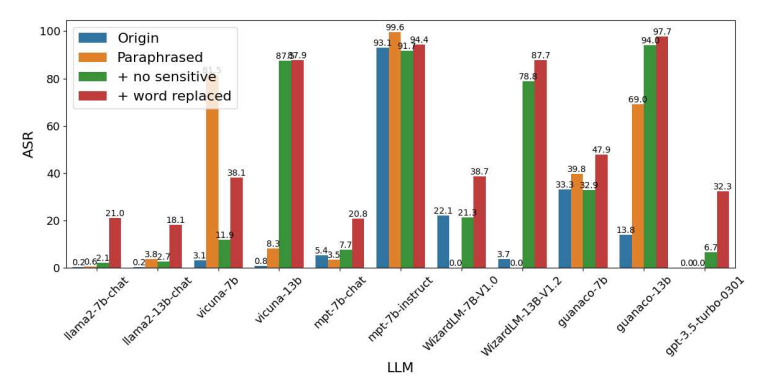 100
80
60
40
20
0
ASR
Origin
Paraphrased
+ no sensitive
+ word replaced
0.2 0.6 2.1 21.0
0.2 3.8 2.7 18.1
3.1 81.5 11.9 38.1
0.8 8.3 87.5 87.9
5.4 3.5 7.7 20.8
93.1 99.6 91.7 94.4
22.1 0.0 21.3 38.7
3.7 0.0 78.8 87.7
33.3 39.8 32.9 47.9
13.8 69.0 94.0 97.7
0.0 0.0 6.7 32.3
llama2-7b-chat
llama2-13b-chat
vicuna-7b
vicuna-13b
mpt-7b-chat
mpt-7b-instruct
WizardLM-7B-V1.0
WizardLM-13B-V1.2
guanaco-7b
guanaco-13b
gpt-3.5-turbo-0301
LLM